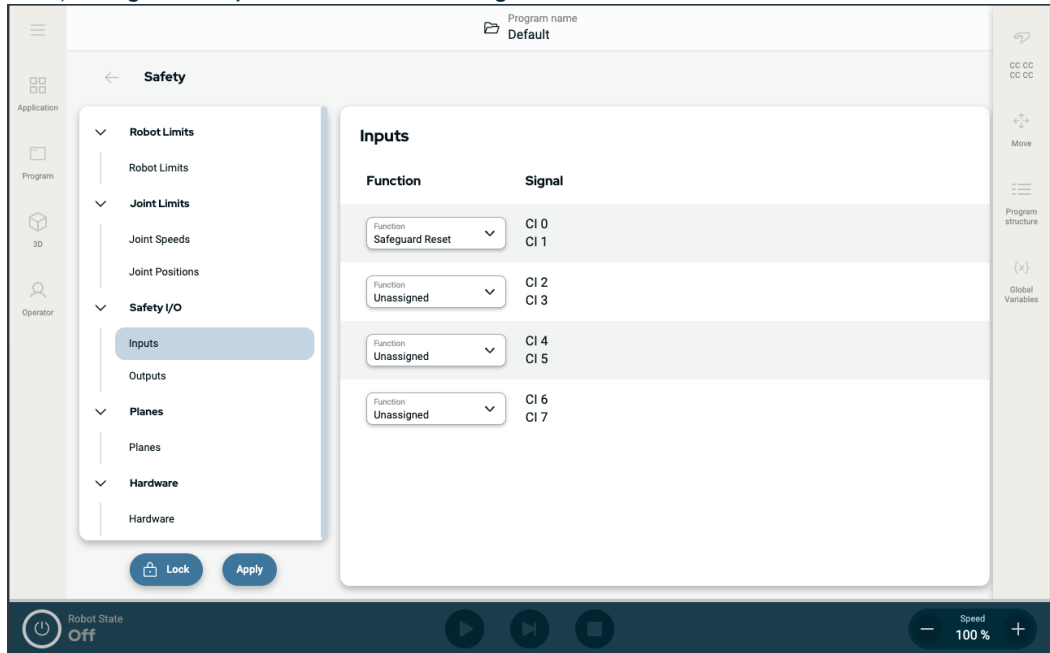 Program name
Default
Application
Program
3D
Operator
Safety
Robot Limits
Robot Limits
Joint Limits
Joint Speeds
Joint Positions
Safety I/O
Inputs
Outputs
Planes
Planes
Hardware
Hardware
Lock
Apply
Inputs
Function Signal
Function
Safeguard Reset
CI 0
CI 1
Function
Unassigned
CI 2
CI 3
Function
Unassigned
CI 4
CI 5
Function
Unassigned
CI 6
CI 7
CC CC
CC CC
Move
Program
structure
{x}
Global
Variables
Robot State
Off
Speed
100 %